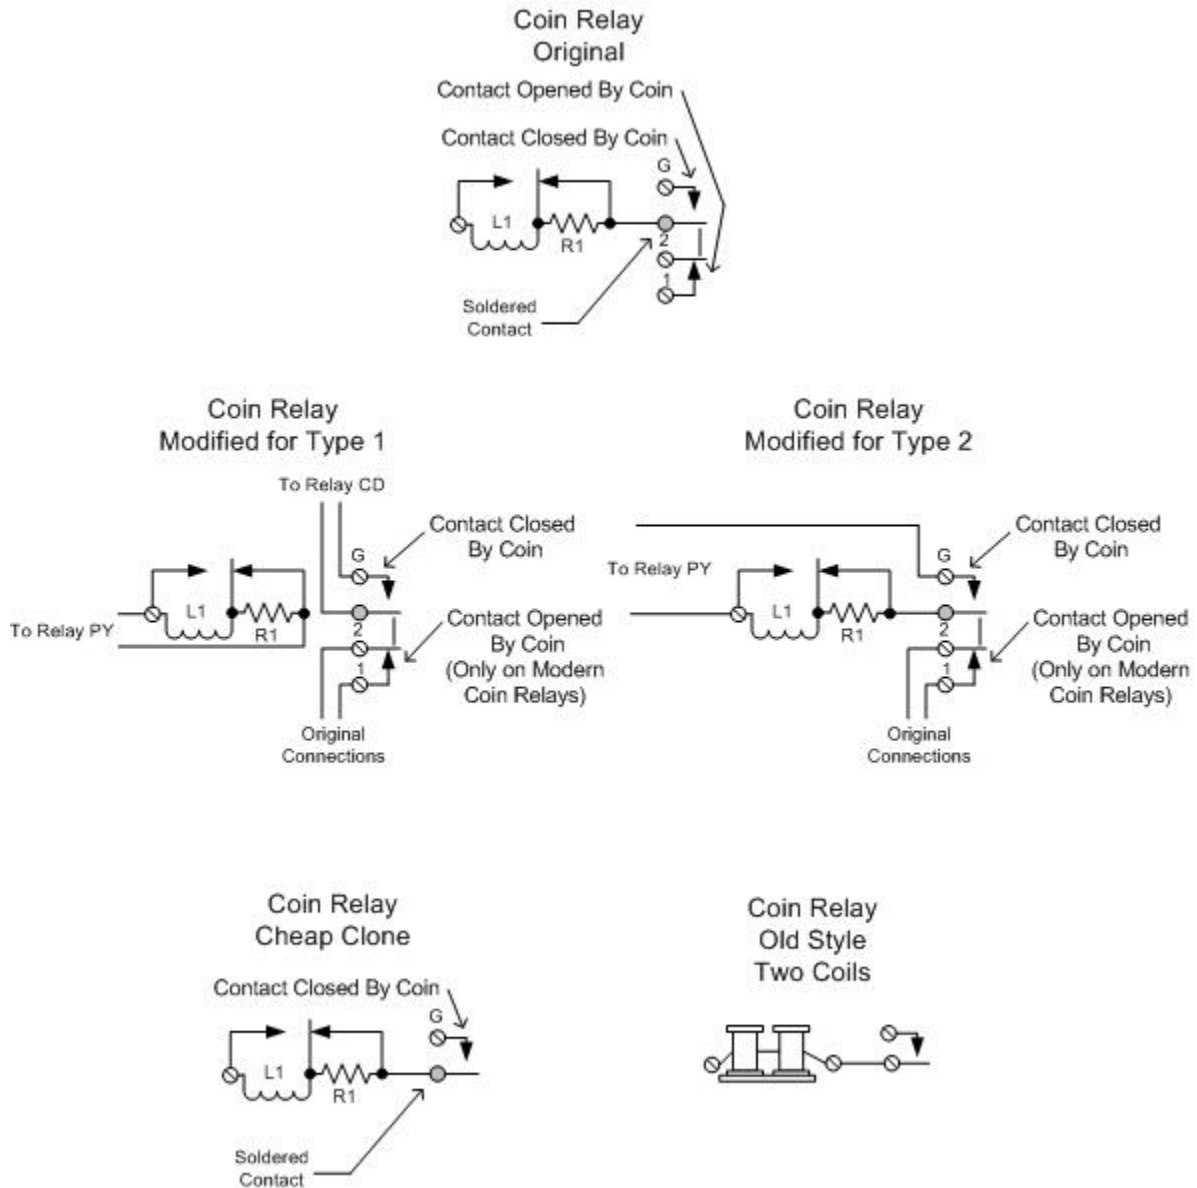 Coin Relay
Original
Contact Opened By Coin
Contact Closed By Coin
G
L1
R1
2
1
Soldered
Contact
Coin Relay
Modified for Type 1
To Relay CD
Contact Closed
By Coin
G
L1
R1
To Relay PY
2
1
Contact Opened
By Coin
(Only on Modern
Coin Relays)
Original
Connections
Coin Relay
Modified for Type 2
Contact Closed
By Coin
G
To Relay PY
L1
R1
2
1
Contact Opened
By Coin
(Only on Modern
Coin Relays)
Original
Connections
Coin Relay
Cheap Clone
Contact Closed By Coin
G
L1
R1
Soldered
Contact
Coin Relay
Old Style
Two Coils